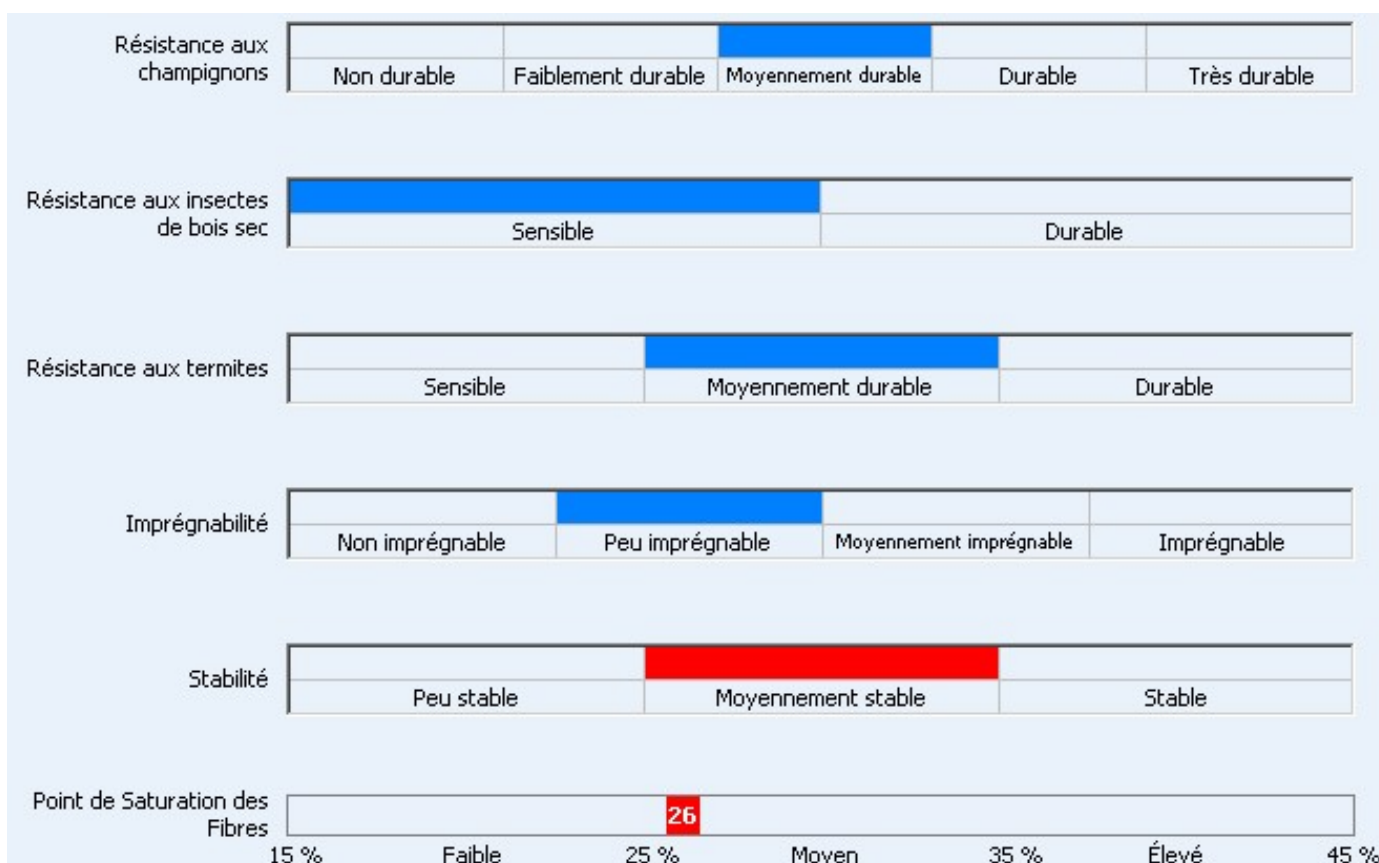 Résistance aux
champignons
Non durable Faiblement durable Moyennement durable Durable Très durable
Résistance aux insectes
de bois sec
Sensible Durable
Résistance aux termites
Sensible Moyennement durable Durable
Imprégnabilité
Non imprégnable Peu imprégnable Moyennement imprégnable Imprégnable
Stabilité
Peu stable Moyennement stable Stable
Point de Saturation des
Fibres
26
15 % Faible 25 % Moyen 35 % Élevé 45 %